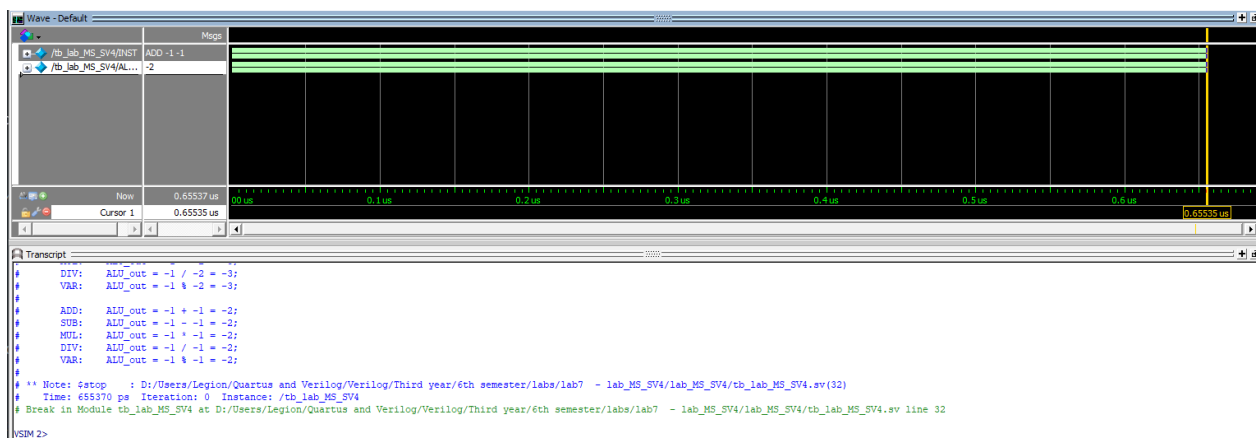 Wave - Default
Msgs
/tb_lab_MS_SV4/INST ADD -1 -1
/tb_lab_MS_SV4/AL... -2
Now 0.65537 us
00 us 0.1 us 0.2 us 0.3 us 0.4 us 0.5 us 0.6 us
Cursor 1 0.65535 us
0.65535 us
Transcript
# DIV: ALU_out = -1 / -2 = -3;
# VAR: ALU_out = -1 % -2 = -3;
#
# ADD: ALU_out = -1 + -1 = -2;
# SUB: ALU_out = -1 - -1 = -2;
# MUL: ALU_out = -1 * -1 = -2;
# DIV: ALU_out = -1 / -1 = -2;
# VAR: ALU_out = -1 % -1 = -2;
#
# ** Note: $stop : D:/Users/Legion/Quartus and Verilog/Verilog/Third year/6th semester/labs/lab7 - lab_MS_SV4/lab_MS_SV4/tb_lab_MS_SV4.sv(32)
# Time: 655370 ps Iteration: 0 Instance: /tb_lab_MS_SV4
# Break in Module tb_lab_MS_SV4 at D:/Users/Legion/Quartus and Verilog/Verilog/Third year/6th semester/labs/lab7 - lab_MS_SV4/lab_MS_SV4/tb_lab_MS_SV4.sv line 32
VSIM 2>